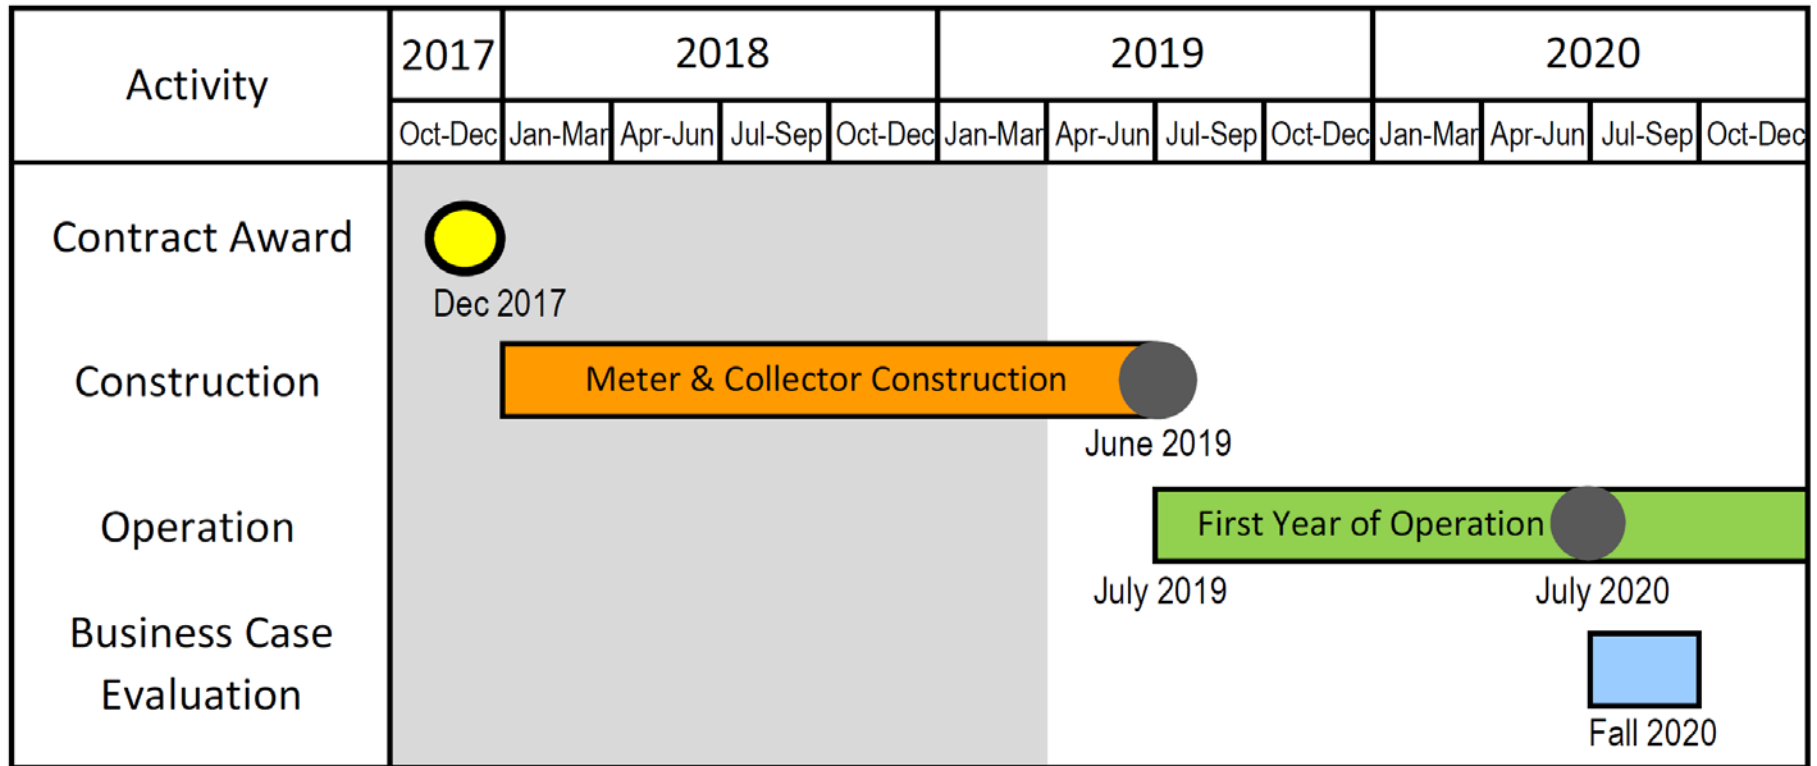 Activity
2017 2018 2019 2020
Oct-Dec Jan-Mar Apr-Jun Jul-Sep Oct-Dec Jan-Mar Apr-Jun Jul-Sep Oct-Dec Jan-Mar Apr-Jun Jul-Sep Oct-Dec
Contract Award
Dec 2017
Construction
Meter & Collector Construction
June 2019
Operation
First Year of Operation
July 2019
July 2020
Business Case
Evaluation
Fall 2020